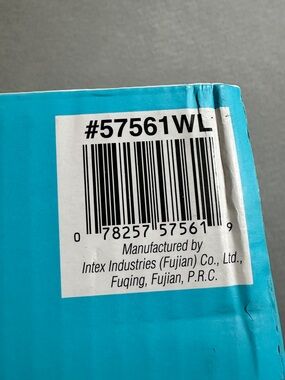 #57561WL
0 78257 57561 9
Manufactured by
Intex Industries (Fujian) Co., Ltd.,
Fuqing, Fujian, P.R.C.